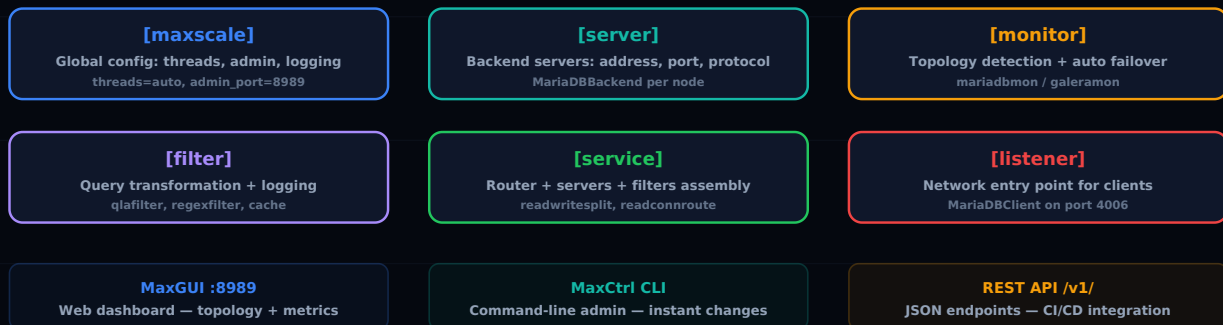 [maxscale]
Global config: threads, admin, logging
threads=auto, admin_port=8989
[server]
Backend servers: address, port, protocol
MariaDBBackend per node
[monitor]
Topology detection + auto failover
mariadbmon / galeramon
[filter]
Query transformation + logging
qlafilter, regexfilter, cache
[service]
Router + servers + filters assembly
readwritesplit, readconnroute
[listener]
Network entry point for clients
MariaDBClient on port 4006
MaxGUI :8989
Web dashboard — topology + metrics
MaxCtrl CLI
Command-line admin — instant changes
REST API /v1/
JSON endpoints — CI/CD integration